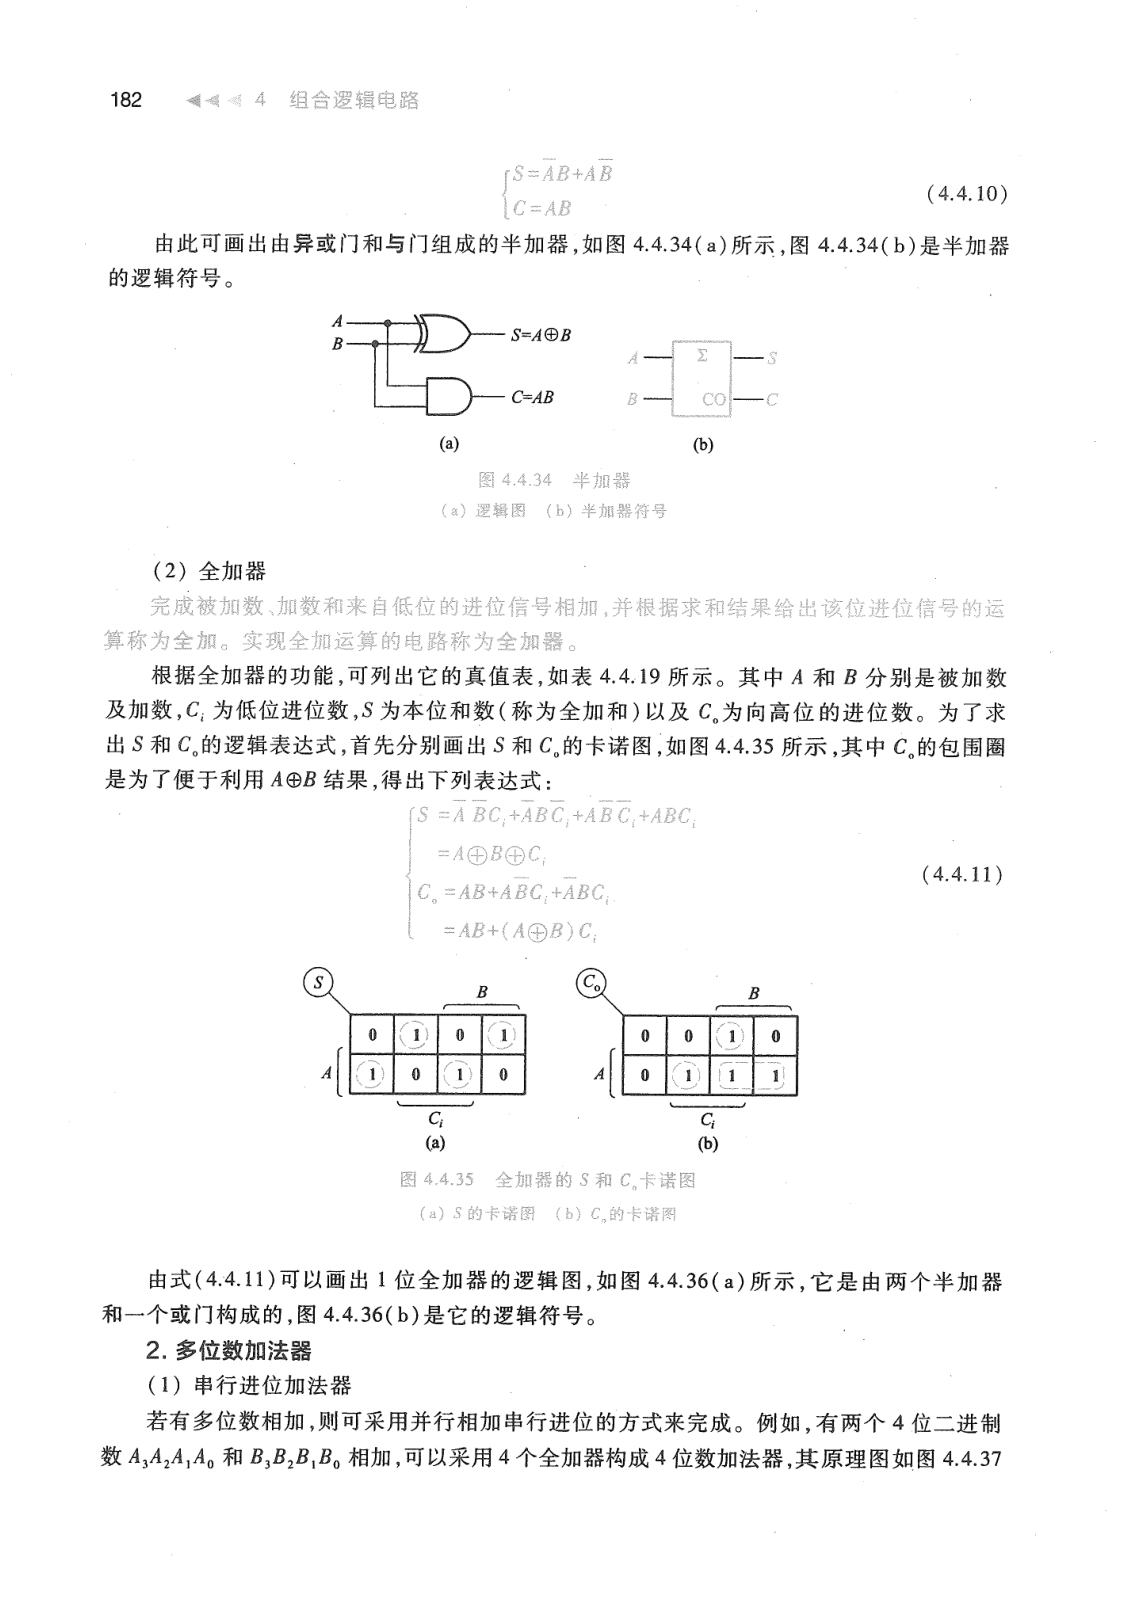 182 4 组合逻辑电路
{S=A̅B+AB̅
C=AB
(4.4.10)
由此可画出由异或门和与门组成的半加器,如图 4.4.34(a)所示,图 4.4.34(b)是半加器
的逻辑符号。
A
B
S=A⊕B
C=AB
A Σ S
B CO C
(a) (b)
图 4.4.34 半加器
(a) 逻辑图 (b) 半加器符号
(2) 全加器
完成被加数、加数和来自低位的进位信号相加,并根据求和结果给出该位进位信号的运
算称为全加。实现全加运算的电路称为全加器。
根据全加器的功能,可列出它的真值表,如表 4.4.19 所示。其中 A 和 B 分别是被加数
及加数,Cᵢ 为低位进位数,S 为本位和数(称为全加和)以及 Cₒ为向高位的进位数。为了求
出 S 和 Cₒ的逻辑表达式,首先分别画出 S 和 Cₒ的卡诺图,如图 4.4.35 所示,其中 Cₒ的包围圈
是为了便于利用 A⊕B 结果,得出下列表达式:
S =A̅ B̅Cᵢ+A̅BC̅ᵢ+AB̅ C̅ᵢ+ABCᵢ
=A⊕B⊕Cᵢ
(4.4.11)
Cₒ =AB+AB̅Cᵢ+A̅BCᵢ
=AB+(A⊕B)Cᵢ
S
B
0 1 0 1
A 1 0 1 0
Cᵢ
(a)
Cₒ
B
0 0 1 0
A 0 1 1 1
Cᵢ
(b)
图 4.4.35 全加器的 S 和 Cₒ卡诺图
(a) S 的卡诺图 (b) Cₒ的卡诺图
由式(4.4.11)可以画出 1 位全加器的逻辑图,如图 4.4.36(a)所示,它是由两个半加器
和一个或门构成的,图 4.4.36(b)是它的逻辑符号。
2. 多位数加法器
(1) 串行进位加法器
若有多位数相加,则可采用并行相加串行进位的方式来完成。例如,有两个 4 位二进制
数 A₃A₂A₁A₀ 和 B₃B₂B₁B₀ 相加,可以采用 4 个全加器构成 4 位数加法器,其原理图如图 4.4.37